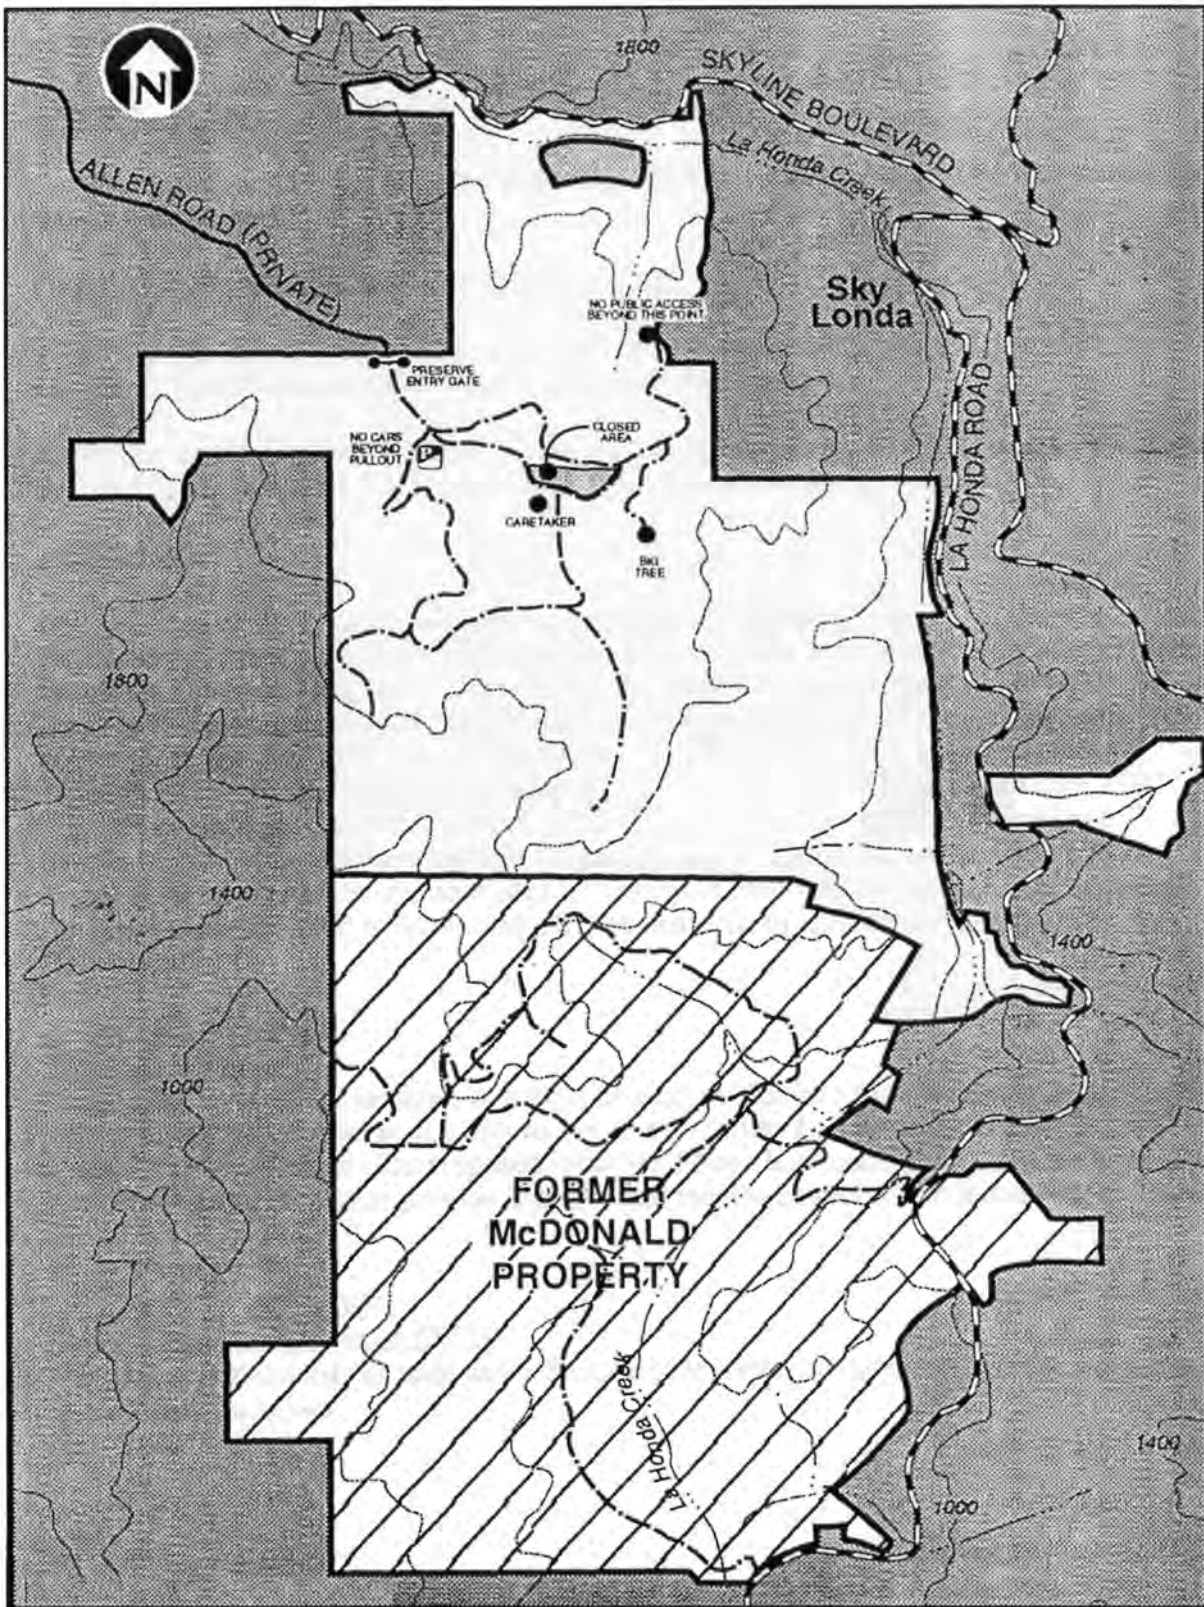 1800
SKYLINE BOULEVARD
N
La Honda Creek
ALLEN ROAD (PRIVATE)
Sky
Londa
NO PUBLIC ACCESS
BEYOND THIS POINT
PRESERVE
ENTRY GATE
LA HONDA ROAD
CLOSED
AREA
NO CARS
BEYOND
PULLOUT
P
CARETAKER
BIG
TREE
1800
1400
1400
1000
FORMER
McDONALD
PROPERTY
La Honda Creek
1400
1000